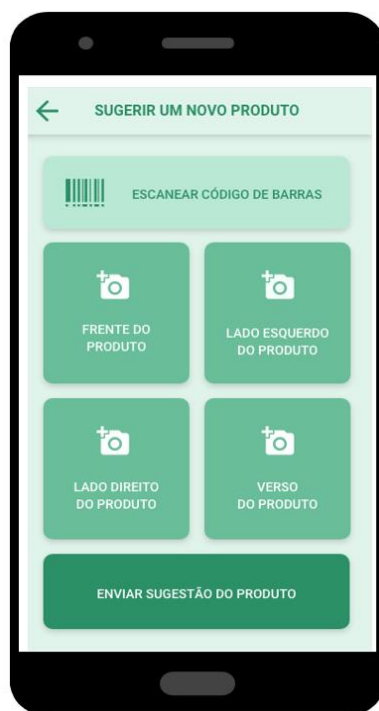 SUGERIR UM NOVO PRODUTO
ESCANEAR CÓDIGO DE BARRAS
FRENTE DO
PRODUTO
LADO ESQUERDO
DO PRODUTO
LADO DIREITO
DO PRODUTO
VERSO
DO PRODUTO
ENVIAR SUGESTÃO DO PRODUTO